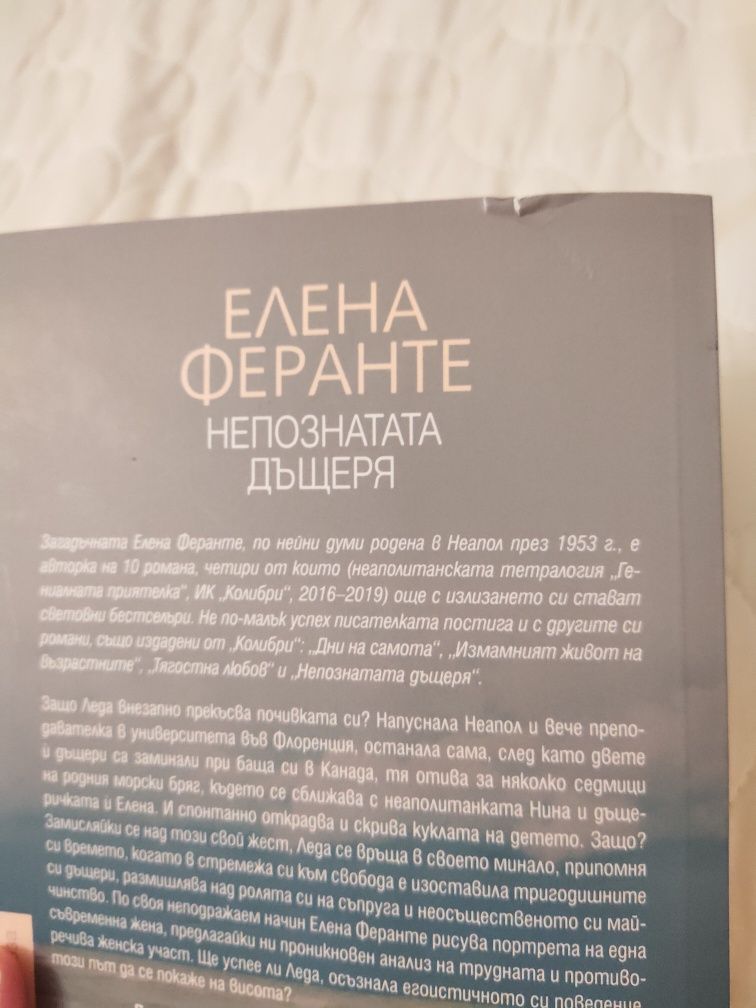 ЕЛЕНА
ФЕРАНТЕ
НЕПОЗНАТАТА
ДЪЩЕРЯ
Загадъчната Елена Феранте, по нейни думи родена в Неапол през 1953 г., е
авторка на 10 романа, четири от които (неаполитанската тетралогия „Ге-
ниалната приятелка“, ИК „Колибри“, 2016–2019) още с излизането си стават
световни бестселъри. Не по-малък успех писателката постига и с другите си
романи, също издадени от „Колибри“: „Дни на самота“, „Измамният живот на
възрастните“, „Тягостна любов“ и „Непознатата дъщеря“.
Защо Леда внезапно прекъсва почивката си? Напуснала Неапол и вече препо-
давателка в университета във Флоренция, останала сама, след като двете
ѝ дъщери са заминали при баща си в Канада, тя отива за няколко седмици
на родния морски бряг, където се сближава с неаполитанката Нина и дъще-
ричката ѝ Елена. И спонтанно открадва и скрива куклата на детето. Защо?
Замисляйки се над този свой жест, Леда се връща в своето минало, припомня
си времето, когато в стремежа си към свобода е изоставила тригодишните
си дъщери, размишлява над ролята си на съпруга и неосъщественото си май-
чинство. По своя неподражаем начин Елена Феранте рисува портрета на една
съвременна жена, предлагайки ни проникновен анализ на трудната и противо-
речива женска участ. Ще успее ли Леда, осъзнала егоистичното си поведение,
този път да се покаже на висота?